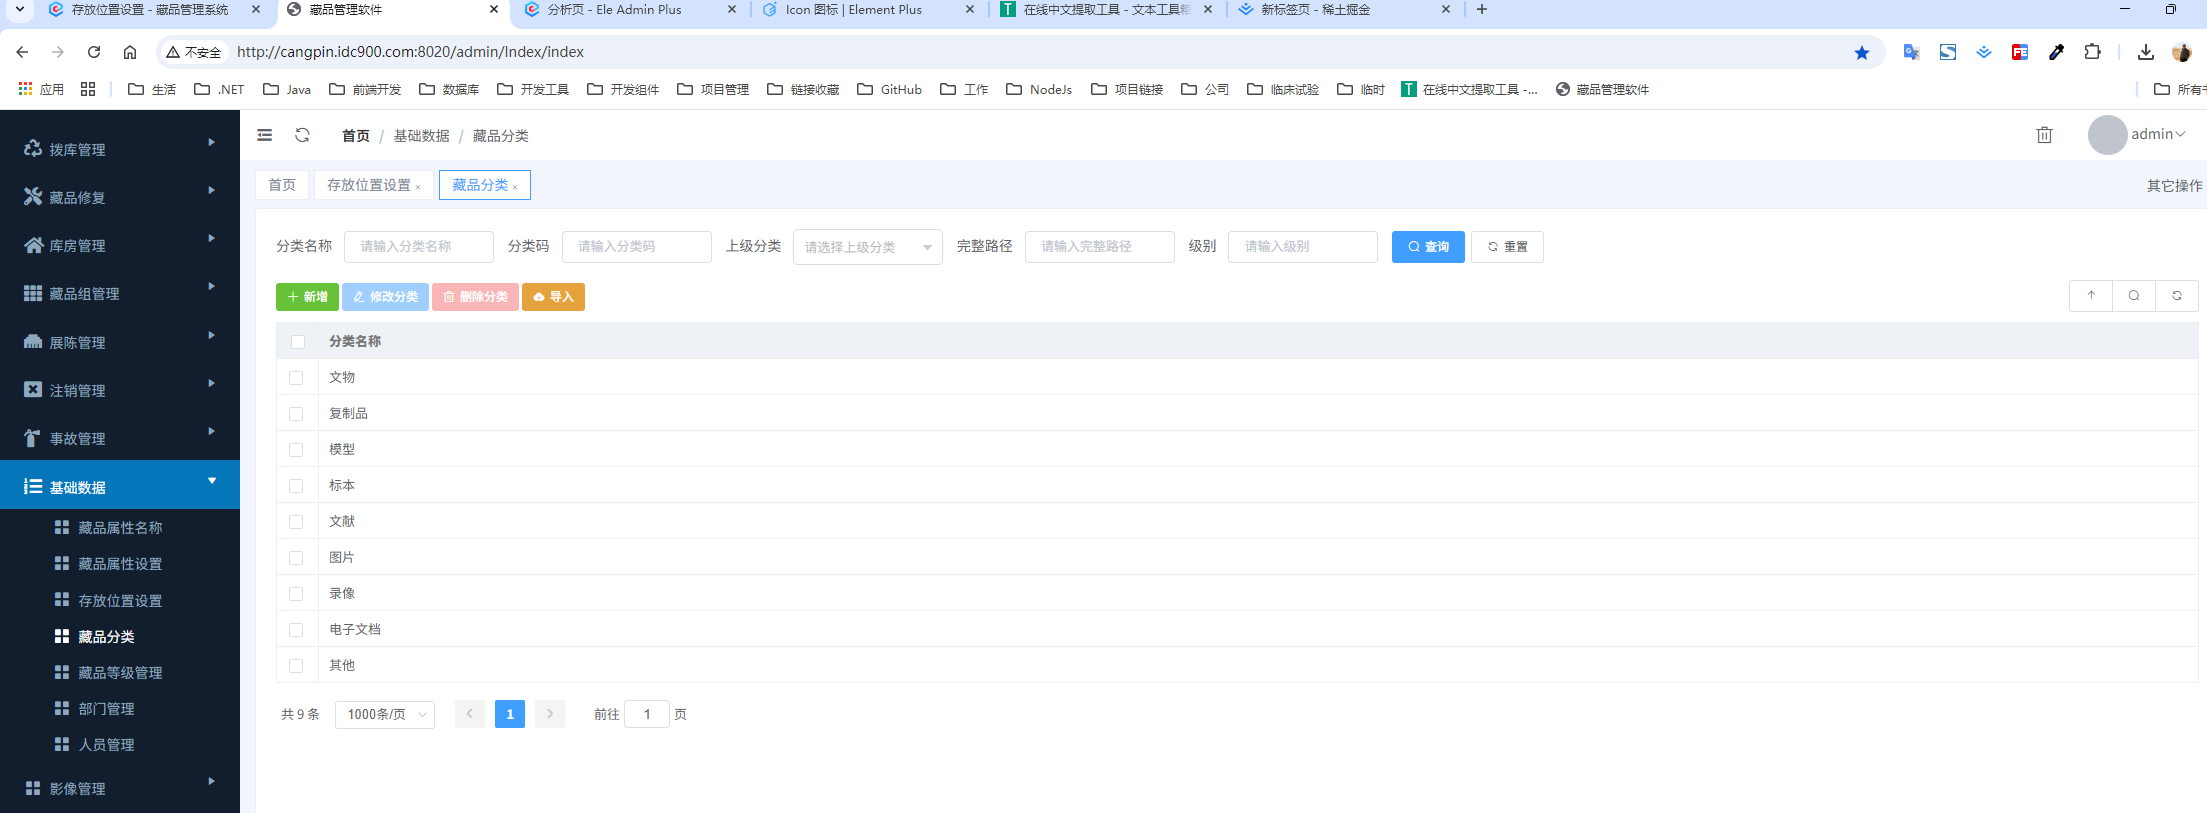 存放位置设置 - 藏品管理系统
藏品管理软件
分析页 - Ele Admin Plus
Icon 图标 | Element Plus
在线中文提取工具 - 文本工具箱
新标签页 - 稀土掘金
不安全 http://cangpin.idc900.com:8020/admin/Index/index
应用 生活 .NET Java 前端开发 数据库 开发工具 开发组件 项目管理 链接收藏 GitHub 工作 NodeJs 项目链接 公司 临床试验 临时 在线中文提取工具 -... 藏品管理软件 所有
拨库管理
藏品修复
库房管理
藏品组管理
展陈管理
注销管理
事故管理
基础数据
藏品属性名称
藏品属性设置
存放位置设置
藏品分类
藏品等级管理
部门管理
人员管理
影像管理
首页 / 基础数据 / 藏品分类
admin
首页 存放位置设置 × 藏品分类 ×
其它操作
分类名称 请输入分类名称 分类码 请输入分类码 上级分类 请选择上级分类 完整路径 请输入完整路径 级别 请输入级别 查询 重置
新增 修改分类 删除分类 导入
分类名称
文物
复制品
模型
标本
文献
图片
录像
电子文档
其他
共 9 条 1000条/页 1 前往 1 页